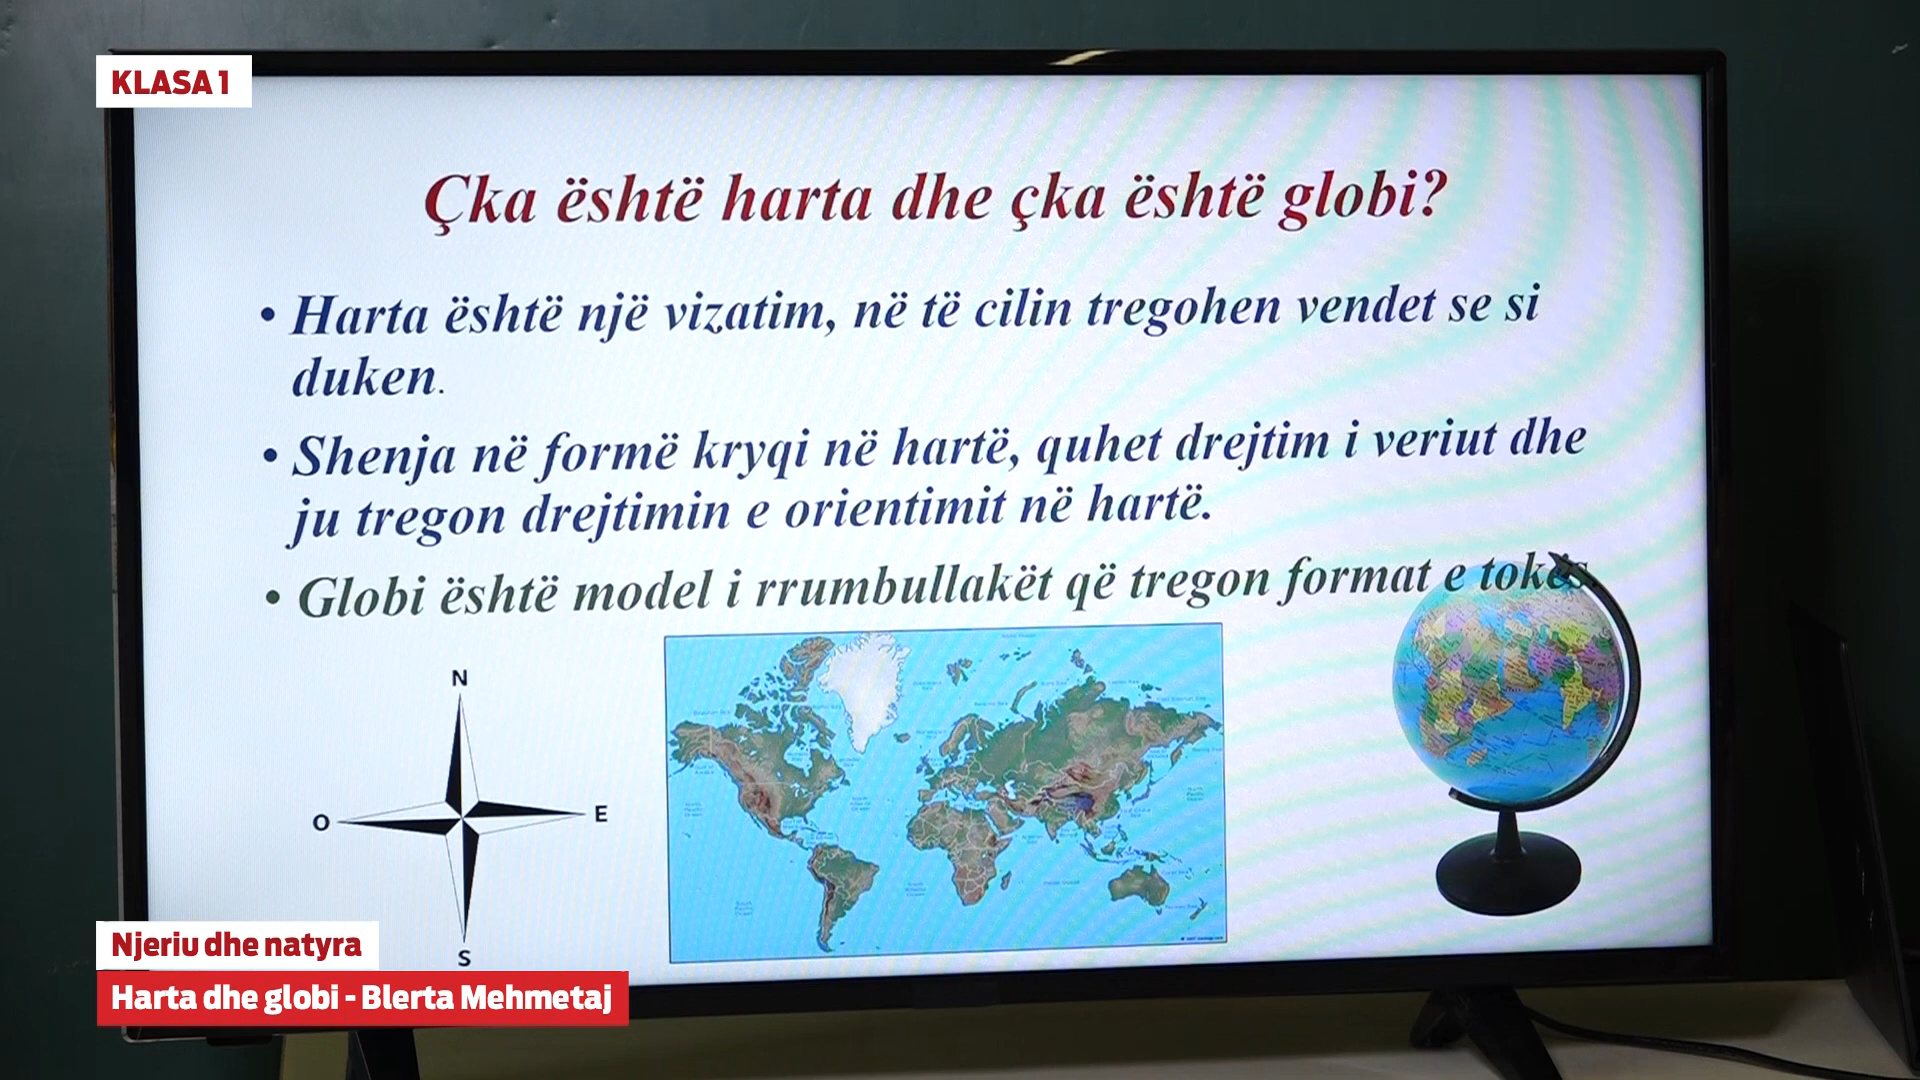 KLASA 1
Çka është harta dhe çka është globi?
• Harta është një vizatim, në të cilin tregohen vendet se si
duken.
• Shenja në formë kryqi në hartë, quhet drejtim i veriut dhe
ju tregon drejtimin e orientimit në hartë.
• Globi është model i rrumbullakët që tregon format e tokës.
N
O
E
S
Njeriu dhe natyra
Harta dhe globi - Blerta Mehmetaj